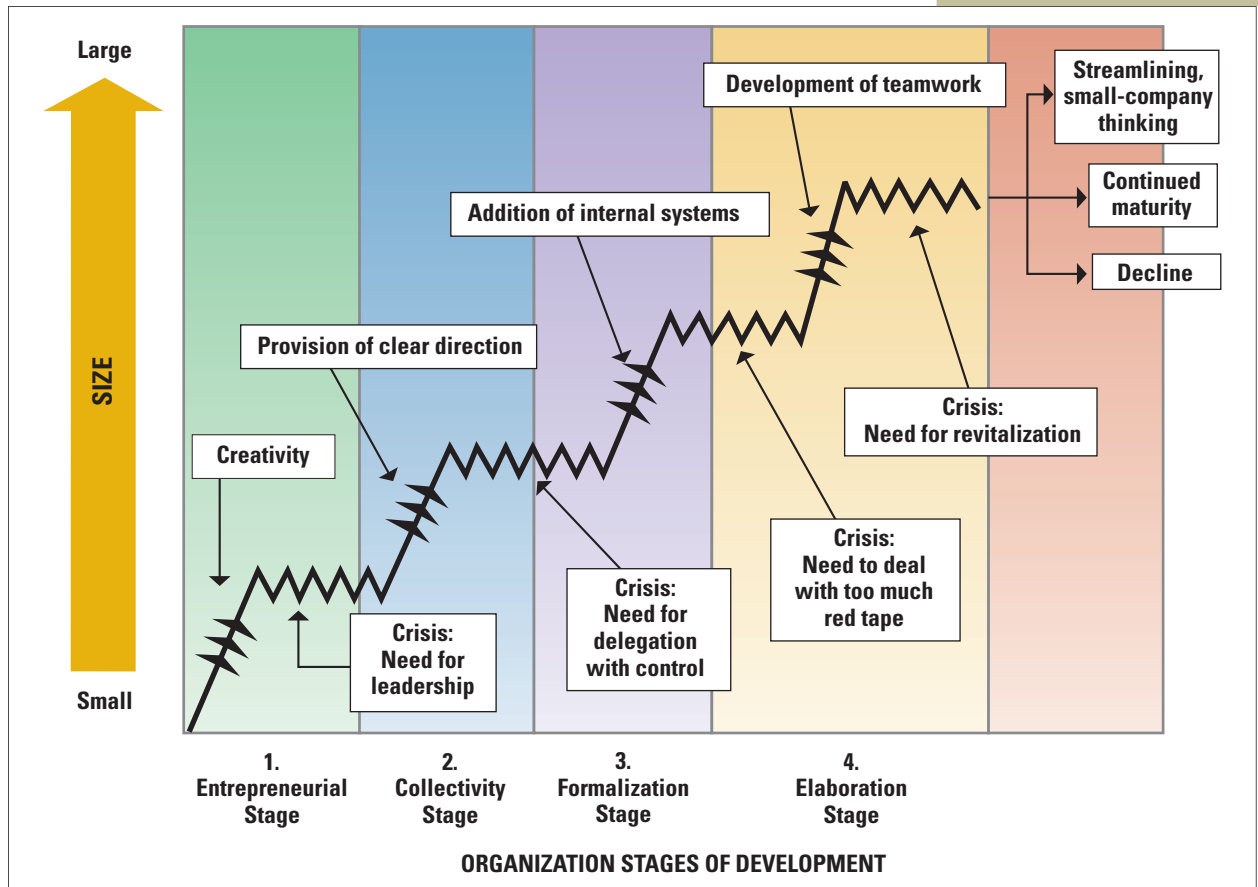 Large
SIZE
Small
Creativity
Provision of clear direction
Addition of internal systems
Development of teamwork
Streamlining,
small-company
thinking
Continued
maturity
Decline
Crisis:
Need for
leadership
Crisis:
Need for
delegation
with control
Crisis:
Need to deal
with too much
red tape
Crisis:
Need for revitalization
1.
Entrepreneurial
Stage
2.
Collectivity
Stage
3.
Formalization
Stage
4.
Elaboration
Stage
ORGANIZATION STAGES OF DEVELOPMENT